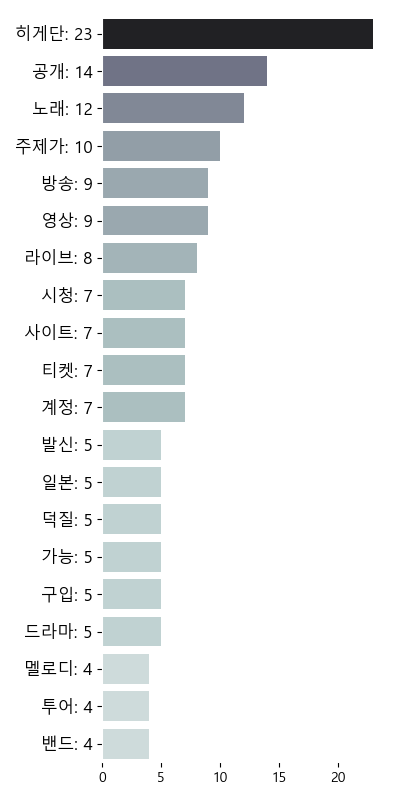 히게단: 23
공개: 14
노래: 12
주제가: 10
방송: 9
영상: 9
라이브: 8
시청: 7
사이트: 7
티켓: 7
계정: 7
발신: 5
일본: 5
덕질: 5
가능: 5
구입: 5
드라마: 5
멜로디: 4
투어: 4
밴드: 4
0 5 10 15 20